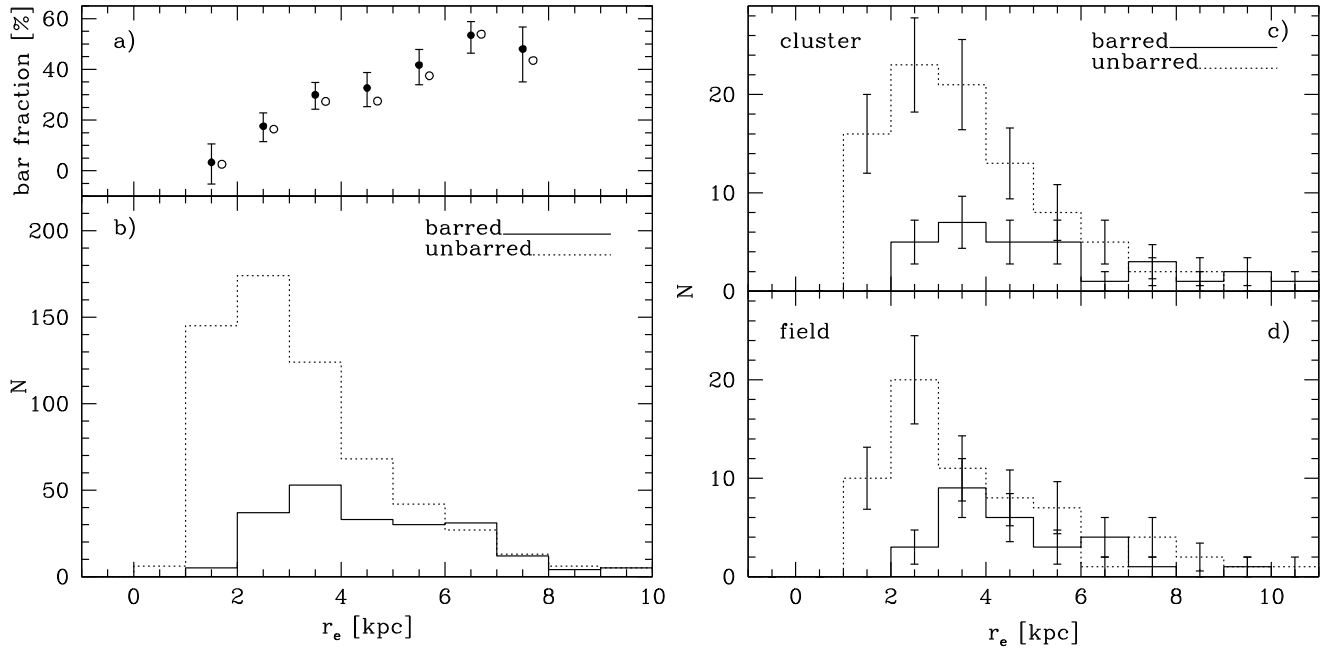 a)
bar fraction [%]
60
40
20
0
b)
barred
unbarred
N
200
150
100
50
0
0 2 4 6 8 10
r_e [kpc]
cluster
c)
barred
unbarred
20
10
0
N
field
d)
20
10
0
0 2 4 6 8 10
r_e [kpc]